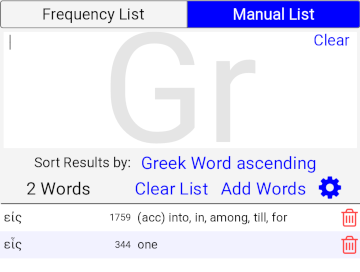 Frequency List Manual List
Clear
Gr
Sort Results by: Greek Word ascending
2 Words Clear List Add Words
εἰς 1759 (acc) into, in, among, till, for
εἷς 344 one